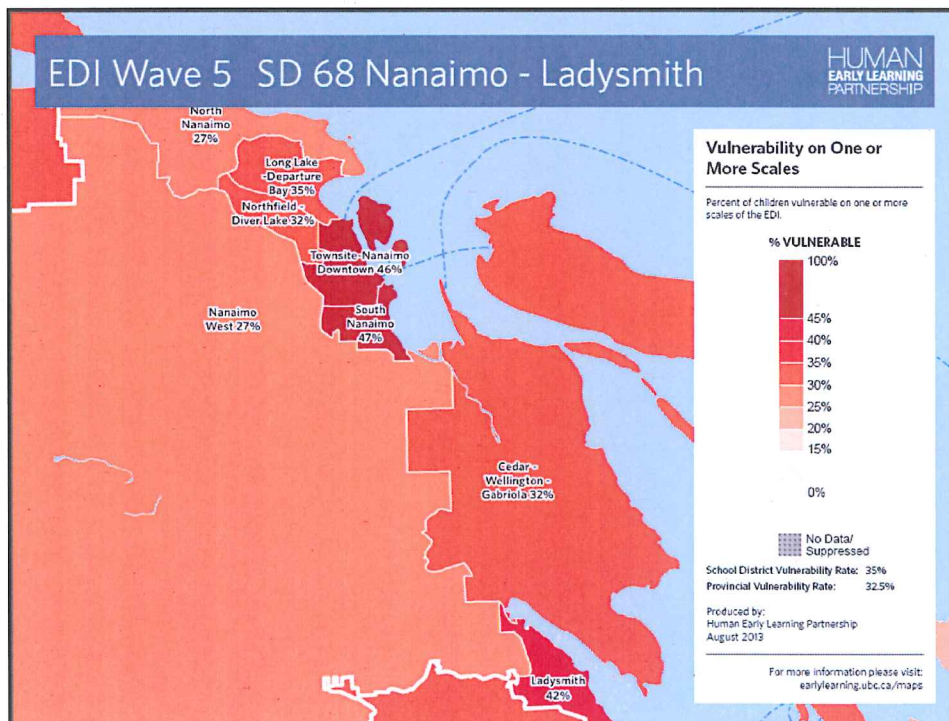 EDI Wave 5 SD 68 Nanaimo - Ladysmith
HUMAN
EARLY LEARNING
PARTNERSHIP
North
Nanaimo
27%
Long Lake
-Departure
Bay 35%
Northfield -
Diver Lake 32%
Townsite-Nanaimo
Downtown 46%
Nanaimo
West 27%
South
Nanaimo
47%
Cedar -
Wellington -
Gabriola 32%
Ladysmith
42%
Vulnerability on One or
More Scales
Percent of children vulnerable on one or more
scales of the EDI.
% VULNERABLE
100%
45%
40%
35%
30%
25%
20%
15%
0%
No Data/
Suppressed
School District Vulnerability Rate: 35%
Provincial Vulnerability Rate: 32.5%
Produced by:
Human Early Learning Partnership
August 2013
For more information please visit:
earlylearning.ubc.ca/maps